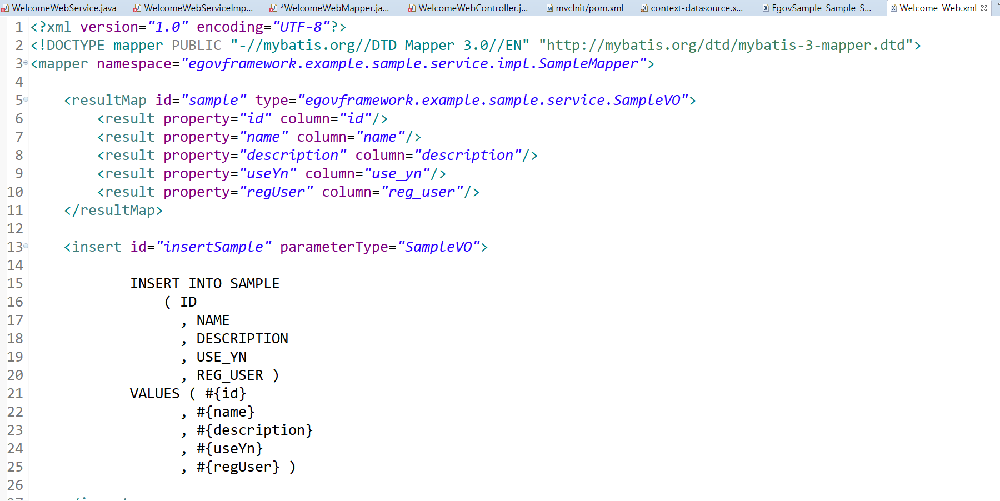 WelcomeWebService.java WelcomeWebServiceImp... *WelcomeWebMapper.ja... WelcomeWebController.j... mvcInit/pom.xml context-datasource.x... EgovSample_Sample_S... Welcome_Web.xml
1 <?xml version="1.0" encoding="UTF-8"?>
2 <!DOCTYPE mapper PUBLIC "-//mybatis.org//DTD Mapper 3.0//EN" "http://mybatis.org/dtd/mybatis-3-mapper.dtd">
3 <mapper namespace="egovframework.example.sample.service.impl.SampleMapper">
4
5 <resultMap id="sample" type="egovframework.example.sample.service.SampleVO">
6 <result property="id" column="id"/>
7 <result property="name" column="name"/>
8 <result property="description" column="description"/>
9 <result property="useYn" column="use_yn"/>
10 <result property="regUser" column="reg_user"/>
11 </resultMap>
12
13 <insert id="insertSample" parameterType="SampleVO">
14
15 INSERT INTO SAMPLE
16 ( ID
17 , NAME
18 , DESCRIPTION
19 , USE_YN
20 , REG_USER )
21 VALUES ( #{id}
22 , #{name}
23 , #{description}
24 , #{useYn}
25 , #{regUser} )
26